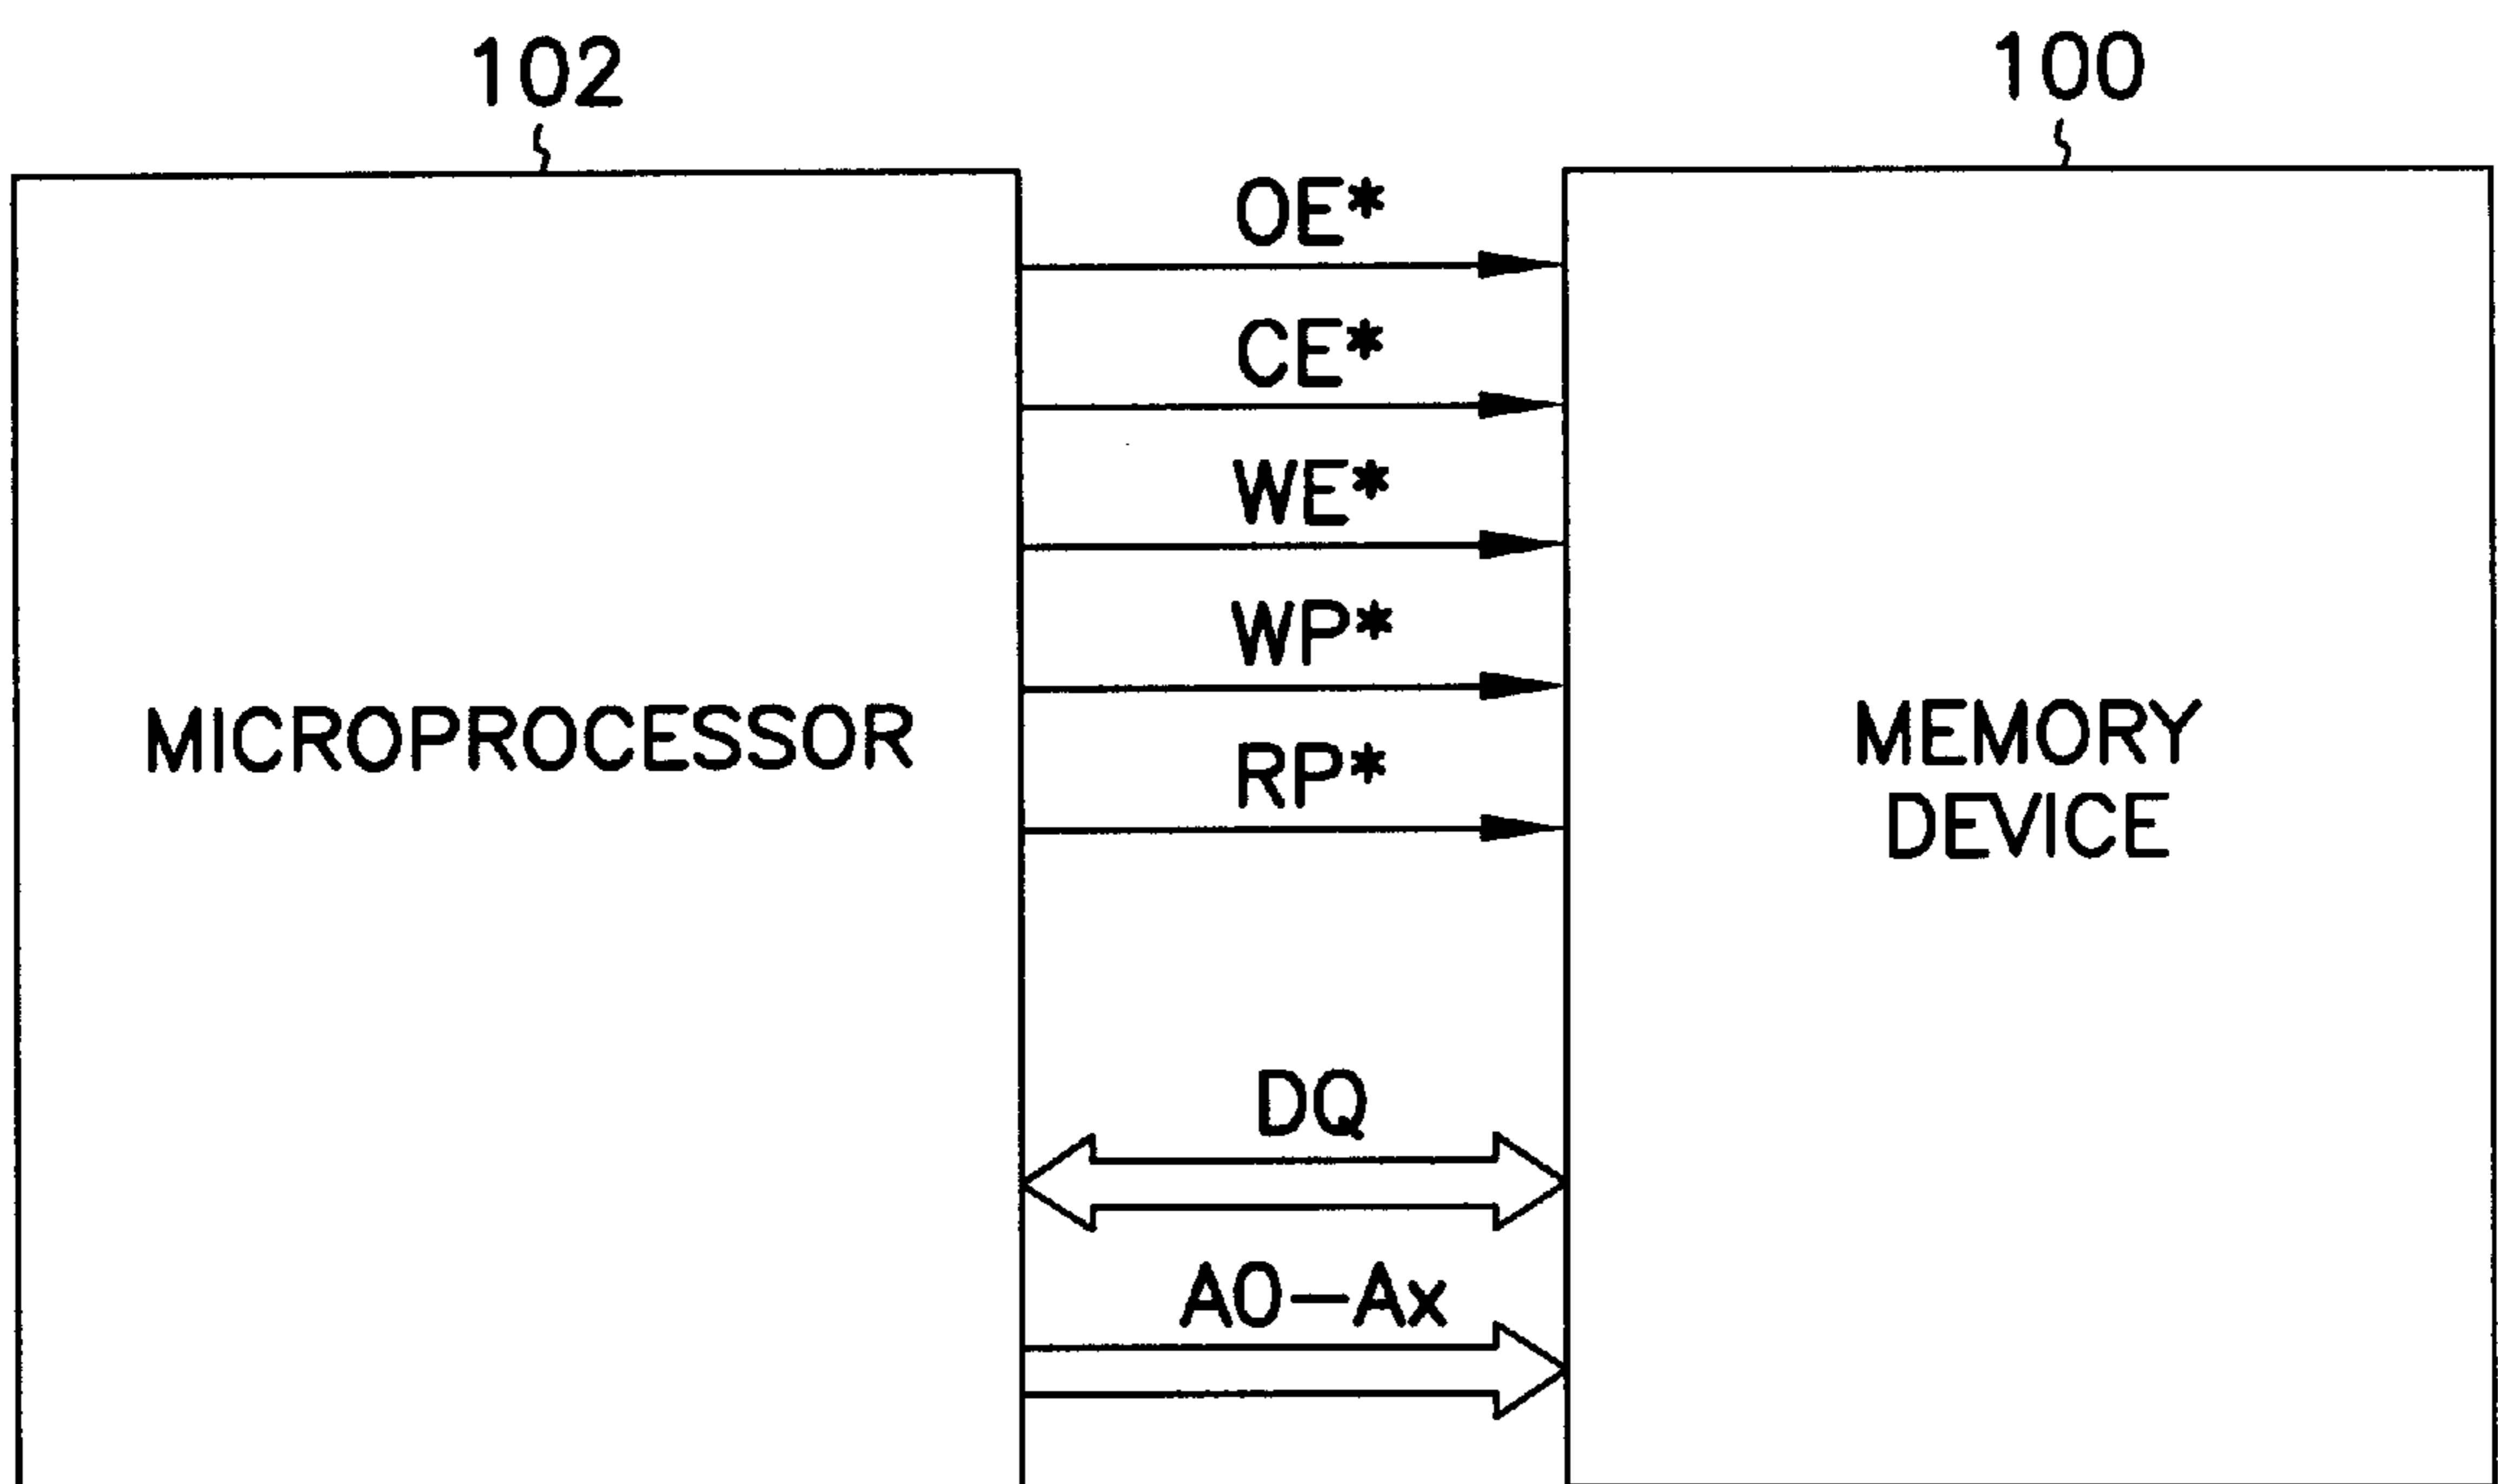 102
100
OE*
CE*
WE*
WP*
RP*
MICROPROCESSOR
MEMORY
DEVICE
DQ
A0-Ax